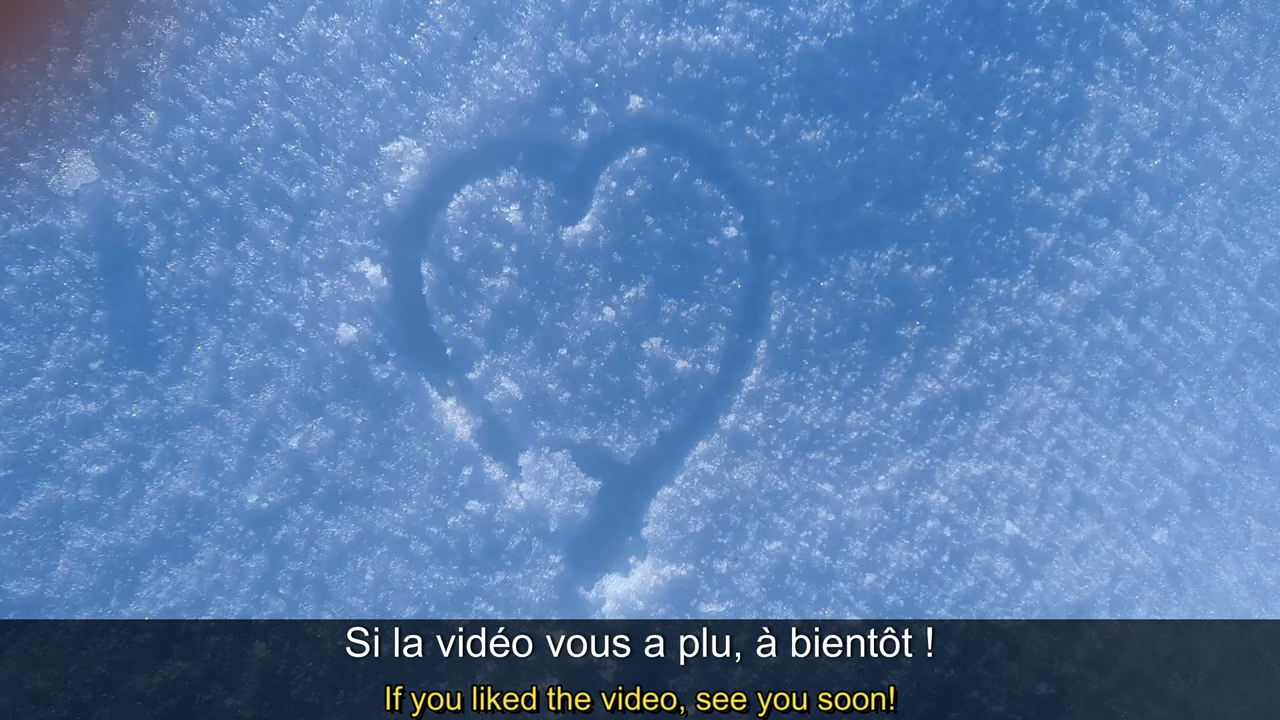 Si la vidéo vous a plu, à bientôt !
If you liked the video, see you soon!